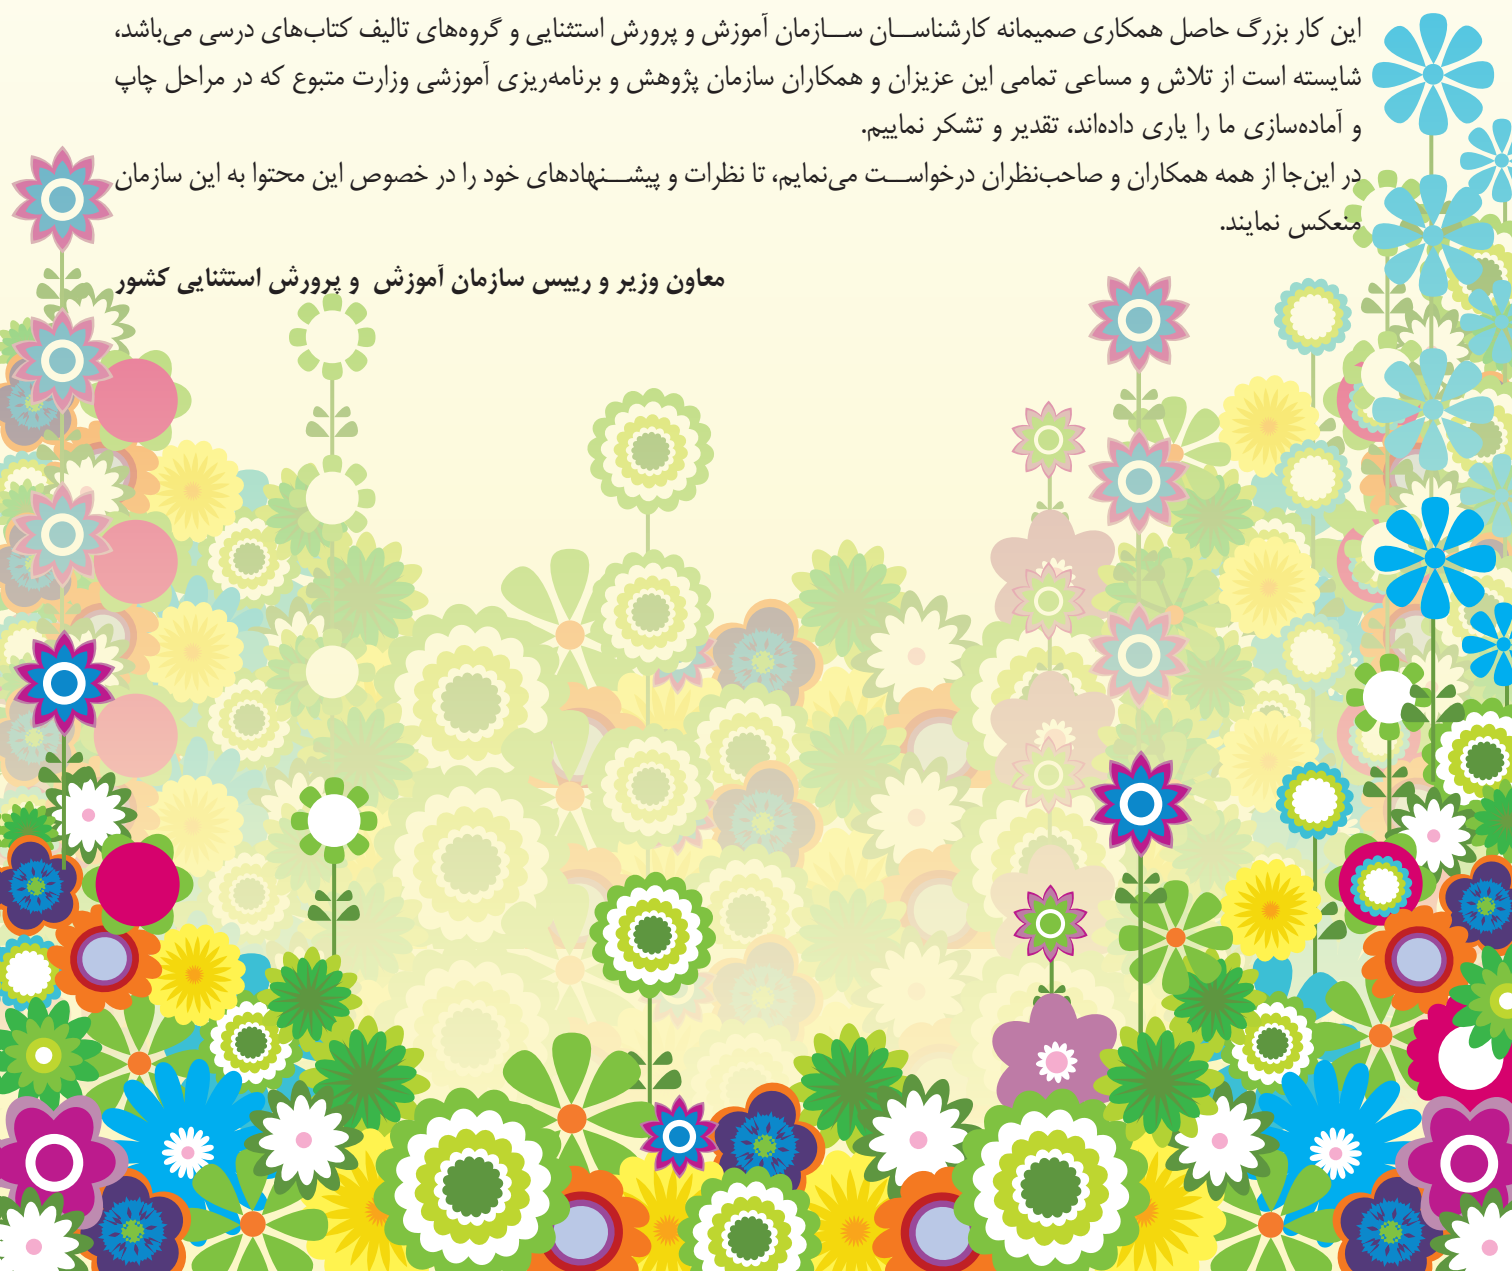 این کار بزرگ حاصل همکاری صمیمانه کارشناسان سازمان آموزش و پرورش استثنایی و گروه‌های تالیف کتاب‌های درسی می‌باشد،
شایسته است از تلاش و مساعی تمامی این عزیزان و همکاران سازمان پژوهش و برنامه‌ریزی آموزشی وزارت متبوع که در مراحل چاپ
و آماده‌سازی ما را یاری داده‌اند، تقدیر و تشکر نماییم.
در این‌جا از همه همکاران و صاحب‌نظران درخواست می‌نمایم، تا نظرات و پیشنهادهای خود را در خصوص این محتوا به این سازمان
منعکس نمایند.
معاون وزیر و رییس سازمان آموزش و پرورش استثنایی کشور